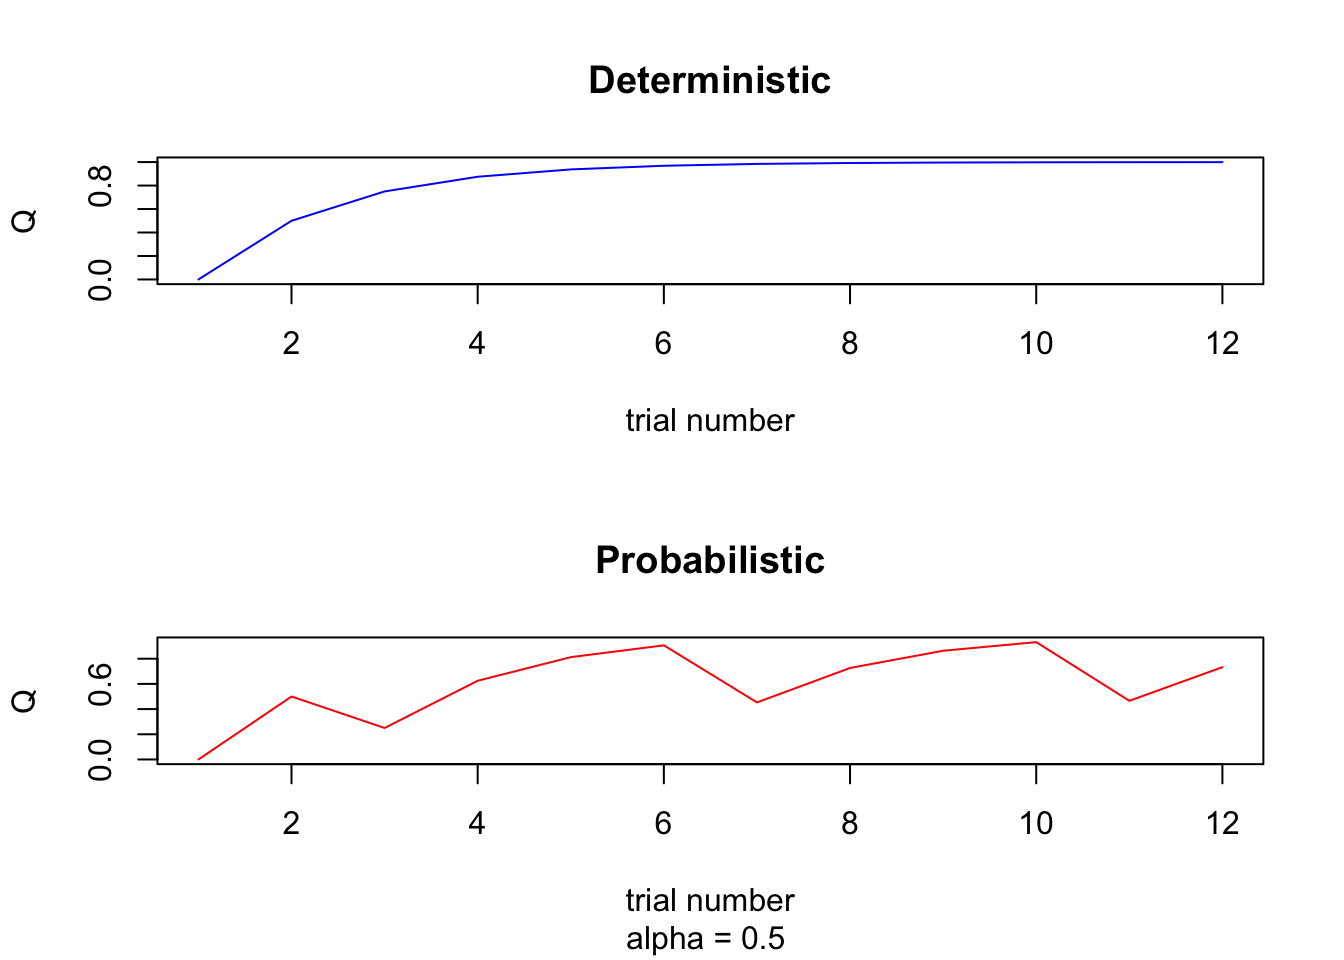 Deterministic
Q
0.0 0.8
2 4 6 8 10 12
trial number
Probabilistic
Q
0.0 0.6
2 4 6 8 10 12
trial number
alpha = 0.5